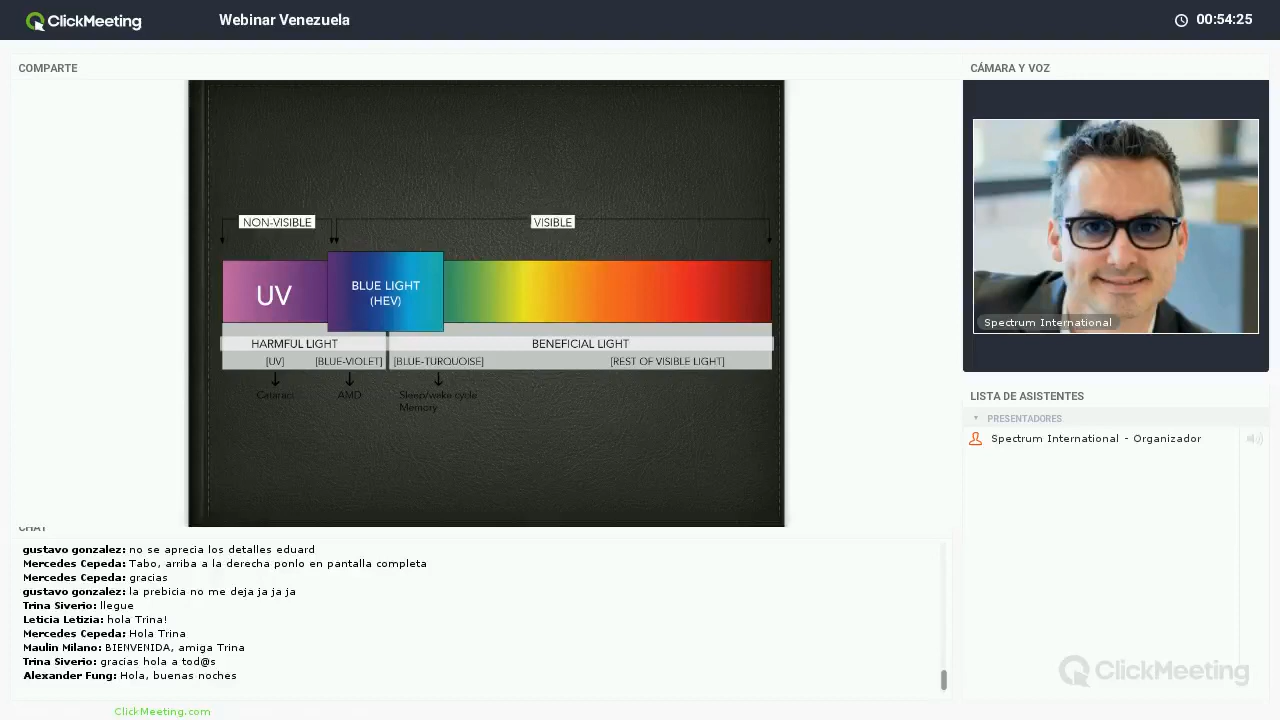 ClickMeeting
Webinar Venezuela
00:54:25
COMPARTE
NON-VISIBLE
VISIBLE
UV
BLUE LIGHT
(HEV)
HARMFUL LIGHT
BENEFICIAL LIGHT
[UV]
[BLUE-VIOLET]
[BLUE-TURQUOISE]
[REST OF VISIBLE LIGHT]
Cataract
AMD
Sleep/wake cycle
Memory
CÁMARA Y VOZ
Spectrum International
LISTA DE ASISTENTES
PRESENTADORES
Spectrum International - Organizador
CHAT
gustavo gonzalez: no se aprecia los detalles eduard
Mercedes Cepeda: Tabo, arriba a la derecha ponlo en pantalla completa
Mercedes Cepeda: gracias
gustavo gonzalez: la prebicia no me deja ja ja ja
Trina Siverio: llegue
Leticia Letizia: hola Trina!
Mercedes Cepeda: Hola Trina
Maulin Milano: BIENVENIDA, amiga Trina
Trina Siverio: gracias hola a tod@s
Alexander Fung: Hola, buenas noches
ClickMeeting
ClickMeeting.com